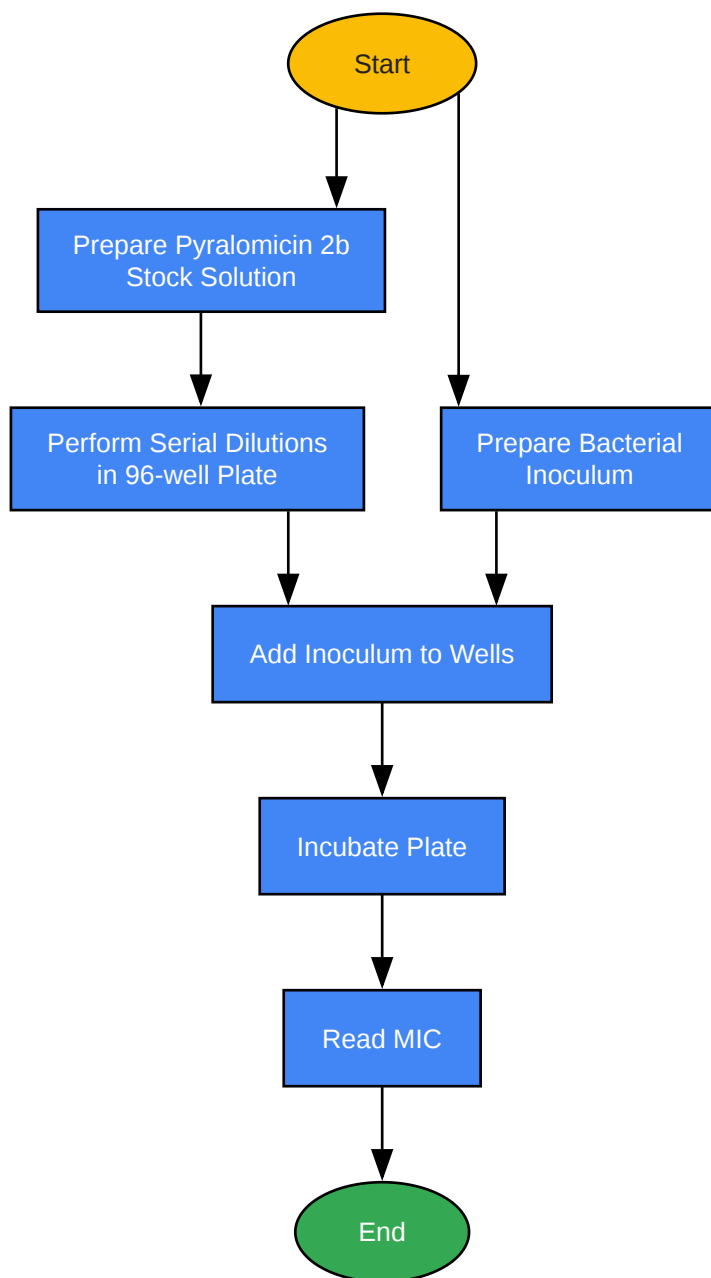 Start
Prepare Pyralomicin 2b
Stock Solution
Perform Serial Dilutions
in 96-well Plate
Prepare Bacterial
Inoculum
Add Inoculum to Wells
Incubate Plate
Read MIC
End